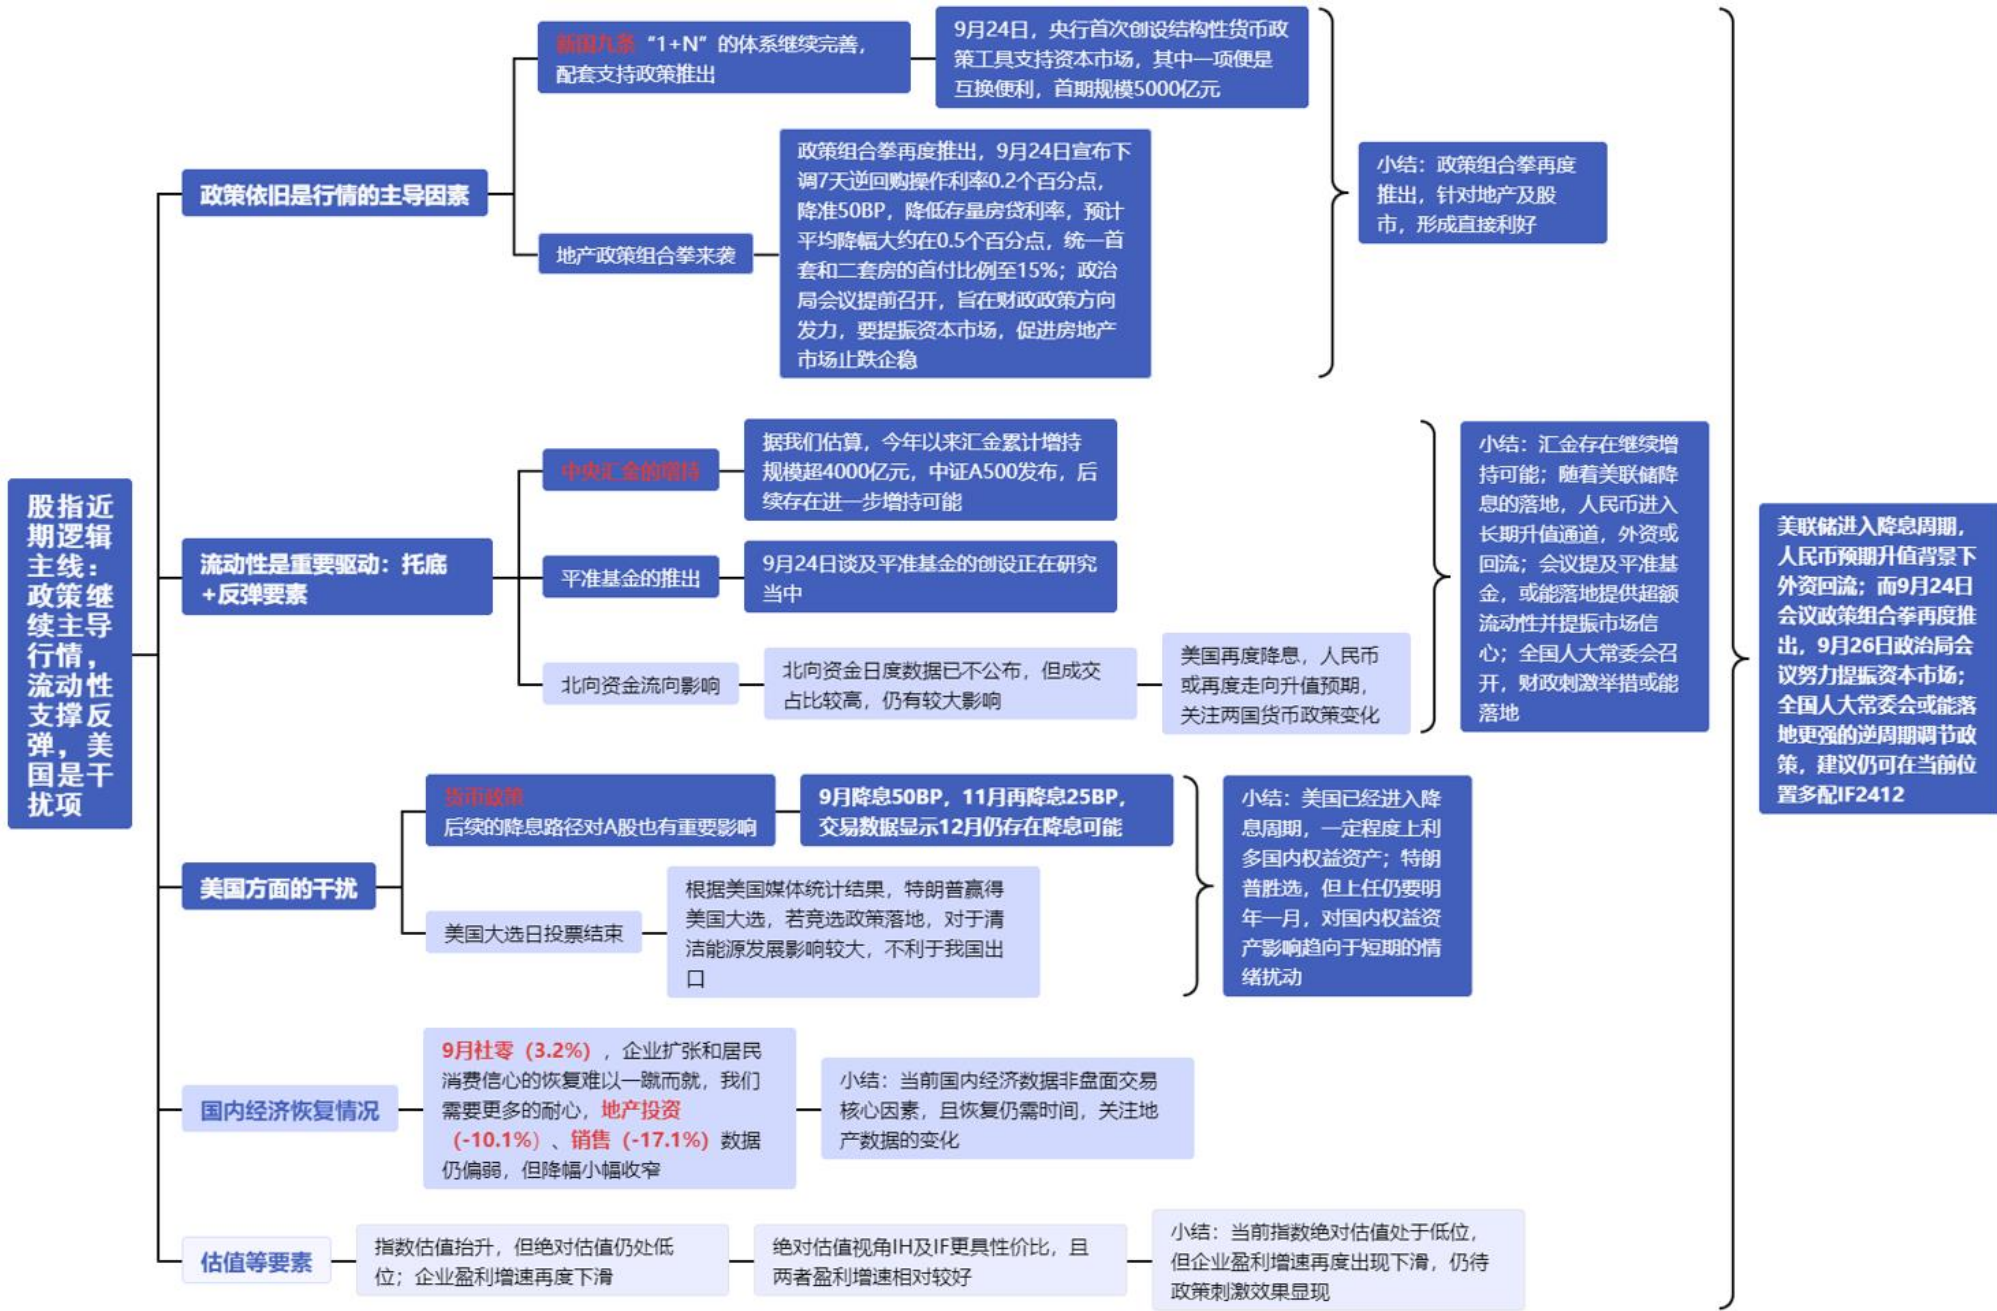 股指近
期逻辑
主线：
政策继
续主导
行情，
流动性
支撑反
弹，美
国是干
扰项
政策依旧是行情的主导因素
新国九条“1+N”的体系继续完善，
配套支持政策推出
9月24日，央行首次创设结构性货币政
策工具支持资本市场，其中一项便是
互换便利，首期规模5000亿元
地产政策组合拳来袭
政策组合拳再度推出，9月24日宣布下
调7天逆回购操作利率0.2个百分点，
降准50BP，降低存量房贷利率，预计
平均降幅大约在0.5个百分点，统一首
套和二套房的首付比例至15%；政治
局会议提前召开，旨在财政政策方向
发力，要提振资本市场，促进房地产
市场止跌企稳
小结：政策组合拳再度
推出，针对地产及股
市，形成直接利好
流动性是重要驱动：托底
+反弹要素
中央汇金的增持
据我们估算，今年以来汇金累计增持
规模超4000亿元，中证A500发布，后
续存在进一步增持可能
平准基金的推出
9月24日谈及平准基金的创设正在研究
当中
北向资金流向影响
北向资金日度数据已不公布，但成交
占比较高，仍有较大影响
美国再度降息，人民币
或再度走向升值预期，
关注两国货币政策变化
小结：汇金存在继续增
持可能；随着美联储降
息的落地，人民币进入
长期升值通道，外资或
回流；会议提及平准基
金，或能落地提供超额
流动性并提振市场信
心；全国人大常委会召
开，财政刺激举措或能
落地
美国方面的干扰
货币政策
后续的降息路径对A股也有重要影响
9月降息50BP，11月再降息25BP，
交易数据显示12月仍存在降息可能
美国大选日投票结束
根据美国媒体统计结果，特朗普赢得
美国大选，若竞选政策落地，对于清
洁能源发展影响较大，不利于我国出
口
小结：美国已经进入降
息周期，一定程度上利
多国内权益资产；特朗
普胜选，但上任仍要明
年一月，对国内权益资
产影响趋向于短期的情
绪扰动
国内经济恢复情况
9月社零（3.2%），企业扩张和居民
消费信心的恢复难以一蹴而就，我们
需要更多的耐心，地产投资
（-10.1%）、销售（-17.1%）数据
仍偏弱，但降幅小幅收窄
小结：当前国内经济数据非盘面交易
核心因素，且恢复仍需时间，关注地
产数据的变化
估值等要素
指数估值抬升，但绝对估值仍处低
位；企业盈利增速再度下滑
绝对估值视角IH及IF更具性价比，且
两者盈利增速相对较好
小结：当前指数绝对估值处于低位，
但企业盈利增速再度出现下滑，仍待
政策刺激效果显现
美联储进入降息周期，
人民币预期升值背景下
外资回流；而9月24日
会议政策组合拳再度推
出，9月26日政治局会
议努力提振资本市场；
全国人大常委会或能落
地更强的逆周期调节政
策，建议仍可在当前位
置多配IF2412